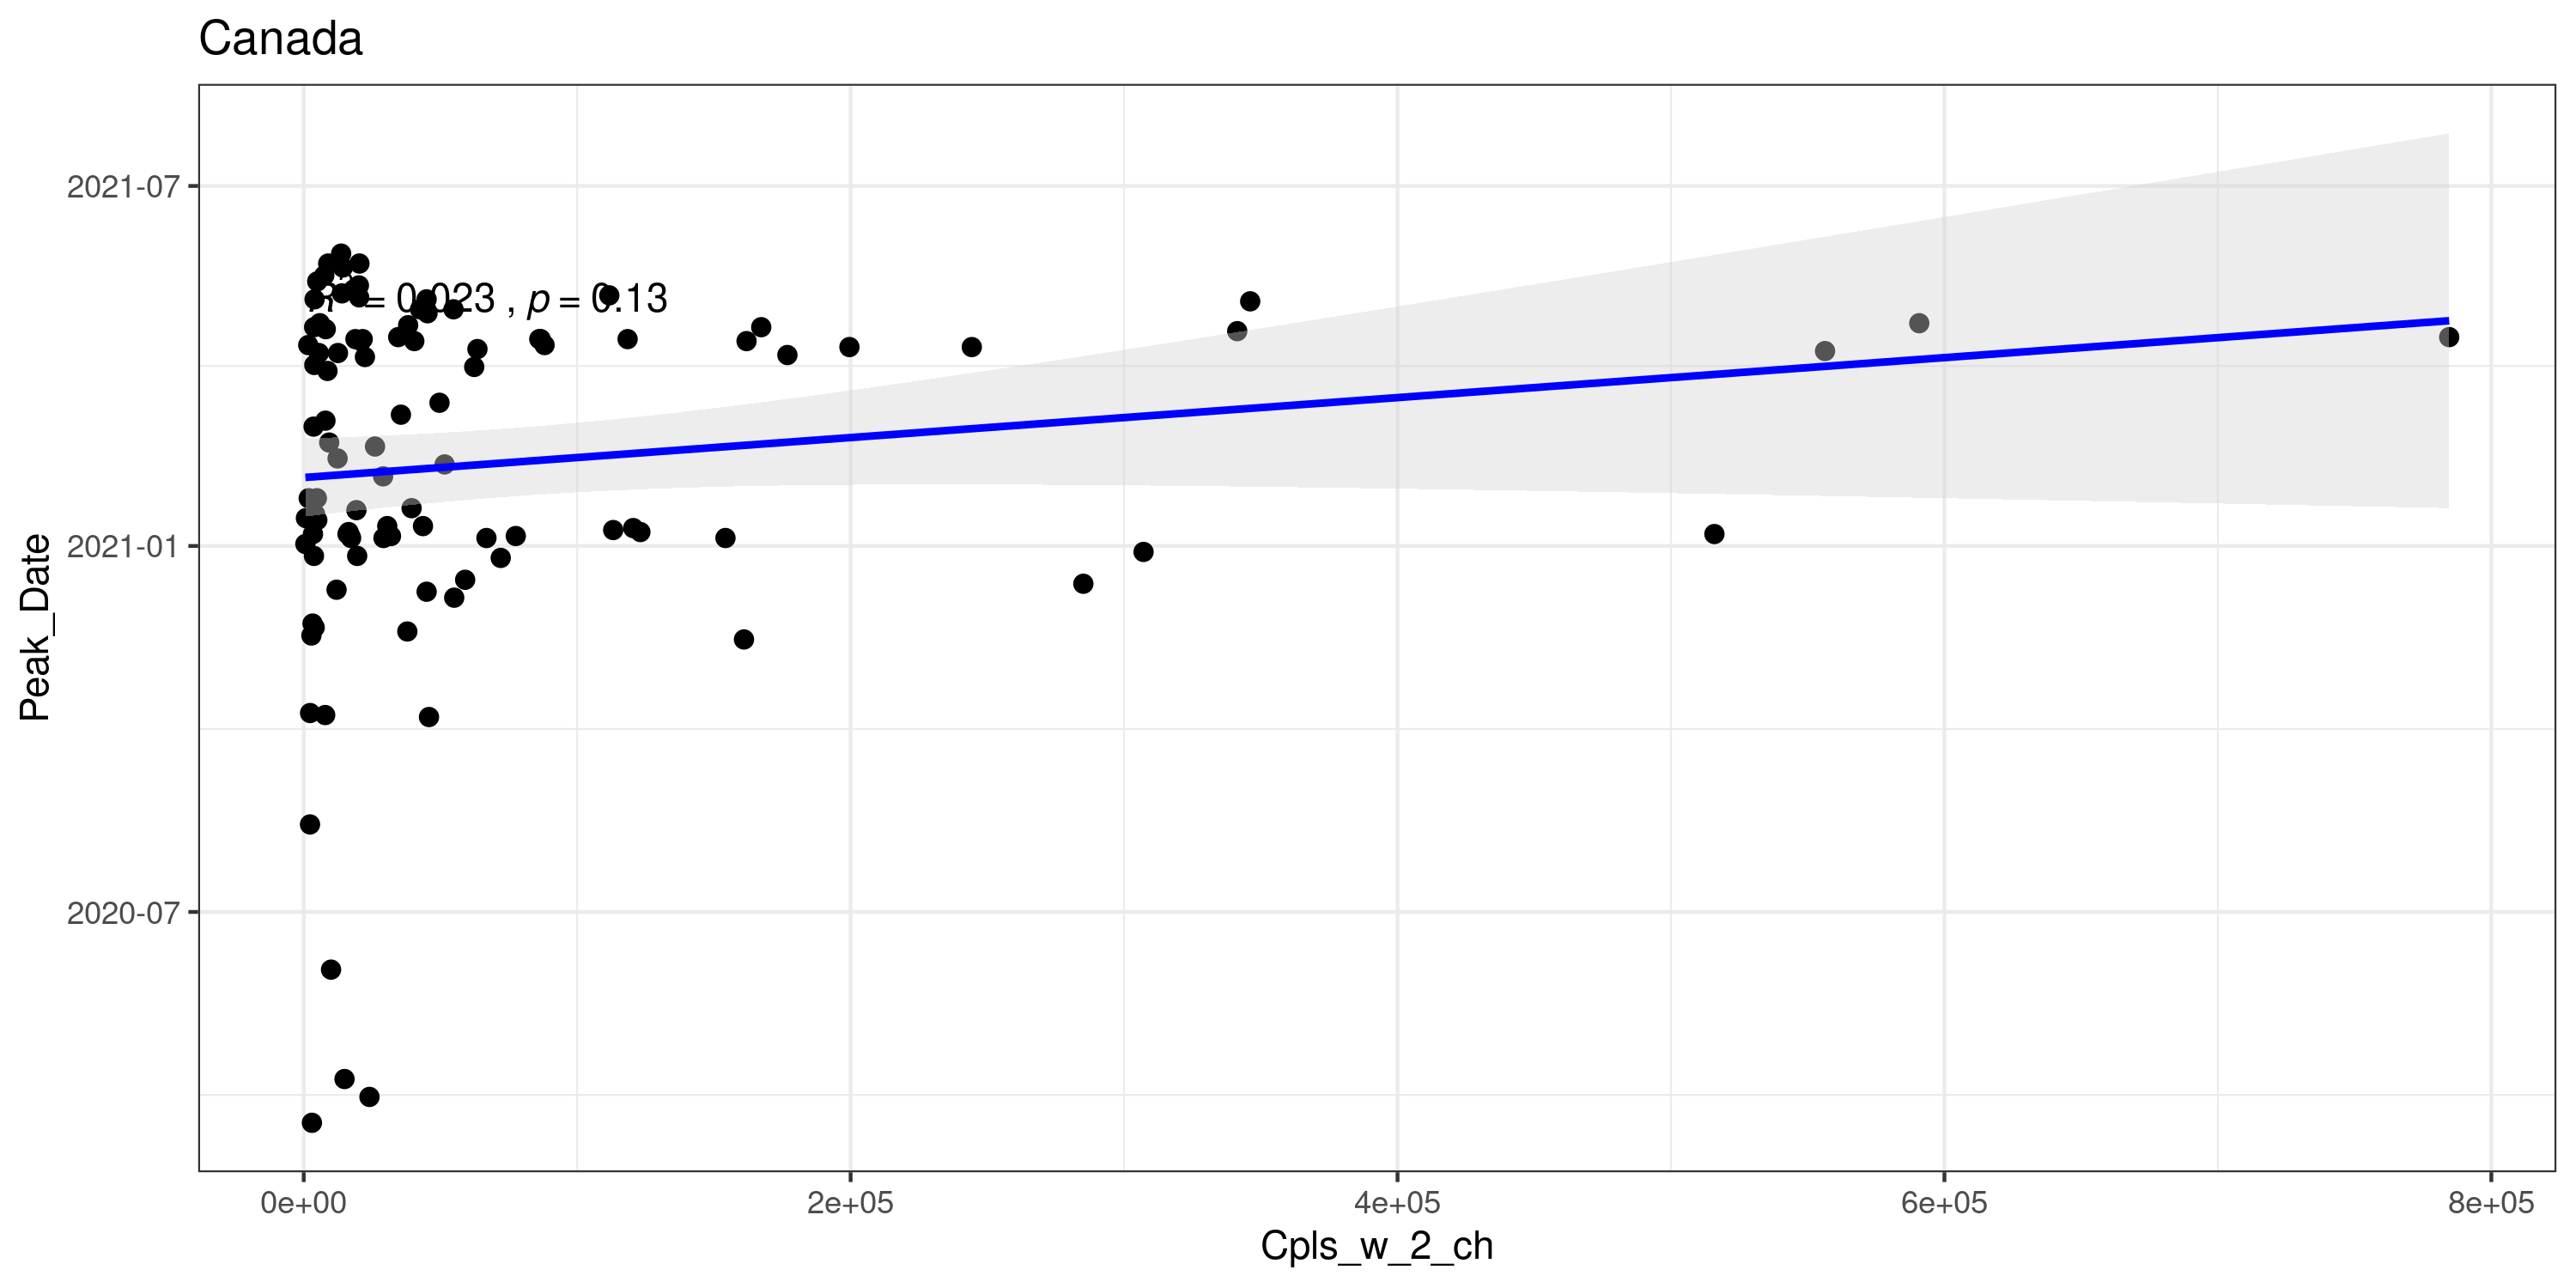 Canada
2021-07
R² = 0.023 , p = 0.13
2021-01
2020-07
Peak_Date
0e+00 2e+05 4e+05 6e+05 8e+05
Cpls_w_2_ch